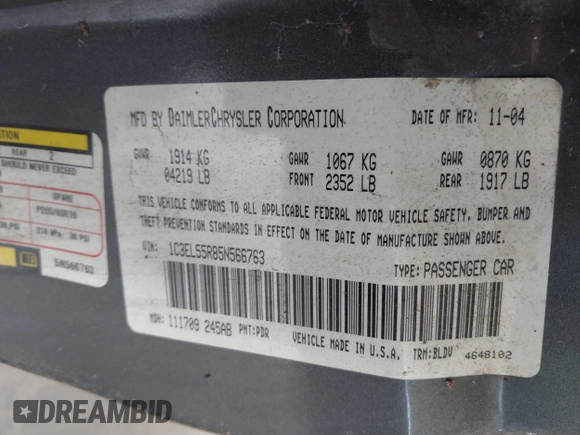 MFD BY DAIMLERCHRYSLER CORPORATION DATE OF MFR: 11-04
GVWR 1914 KG GAWR 1067 KG GAWR 0870 KG
04219 LB FRONT 2352 LB REAR 1917 LB
THIS VEHICLE CONFORMS TO ALL APPLICABLE FEDERAL MOTOR VEHICLE SAFETY, BUMPER AND
THEFT PREVENTION STANDARDS IN EFFECT ON THE DATE OF MANUFACTURE SHOWN ABOVE.
VIN: 1C3EL55R85N566763 TYPE: PASSENGER CAR
MDH: 111709 245AB PNT: PDR VEHICLE MADE IN U.S.A. TRM: BLDV 4648102
REAR 2
SHOULD NEVER EXCEED
SPARE
5N566763
DREAMBID